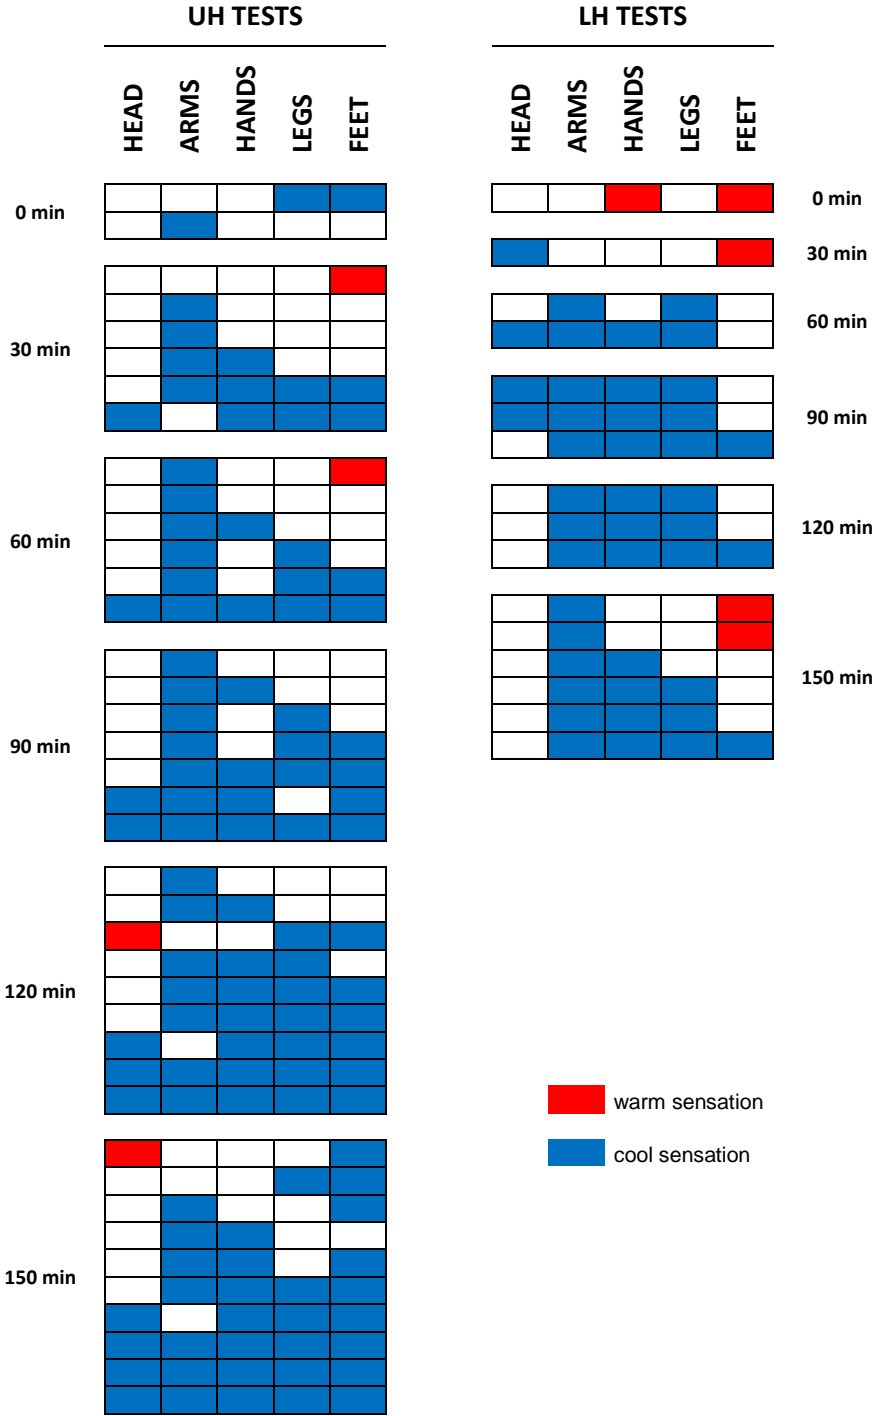 UH TESTS
LH TESTS
HEAD
ARMS
HANDS
LEGS
FEET
HEAD
ARMS
HANDS
LEGS
FEET
0 min
30 min
60 min
90 min
120 min
150 min
0 min
30 min
60 min
90 min
120 min
150 min
warm sensation
cool sensation